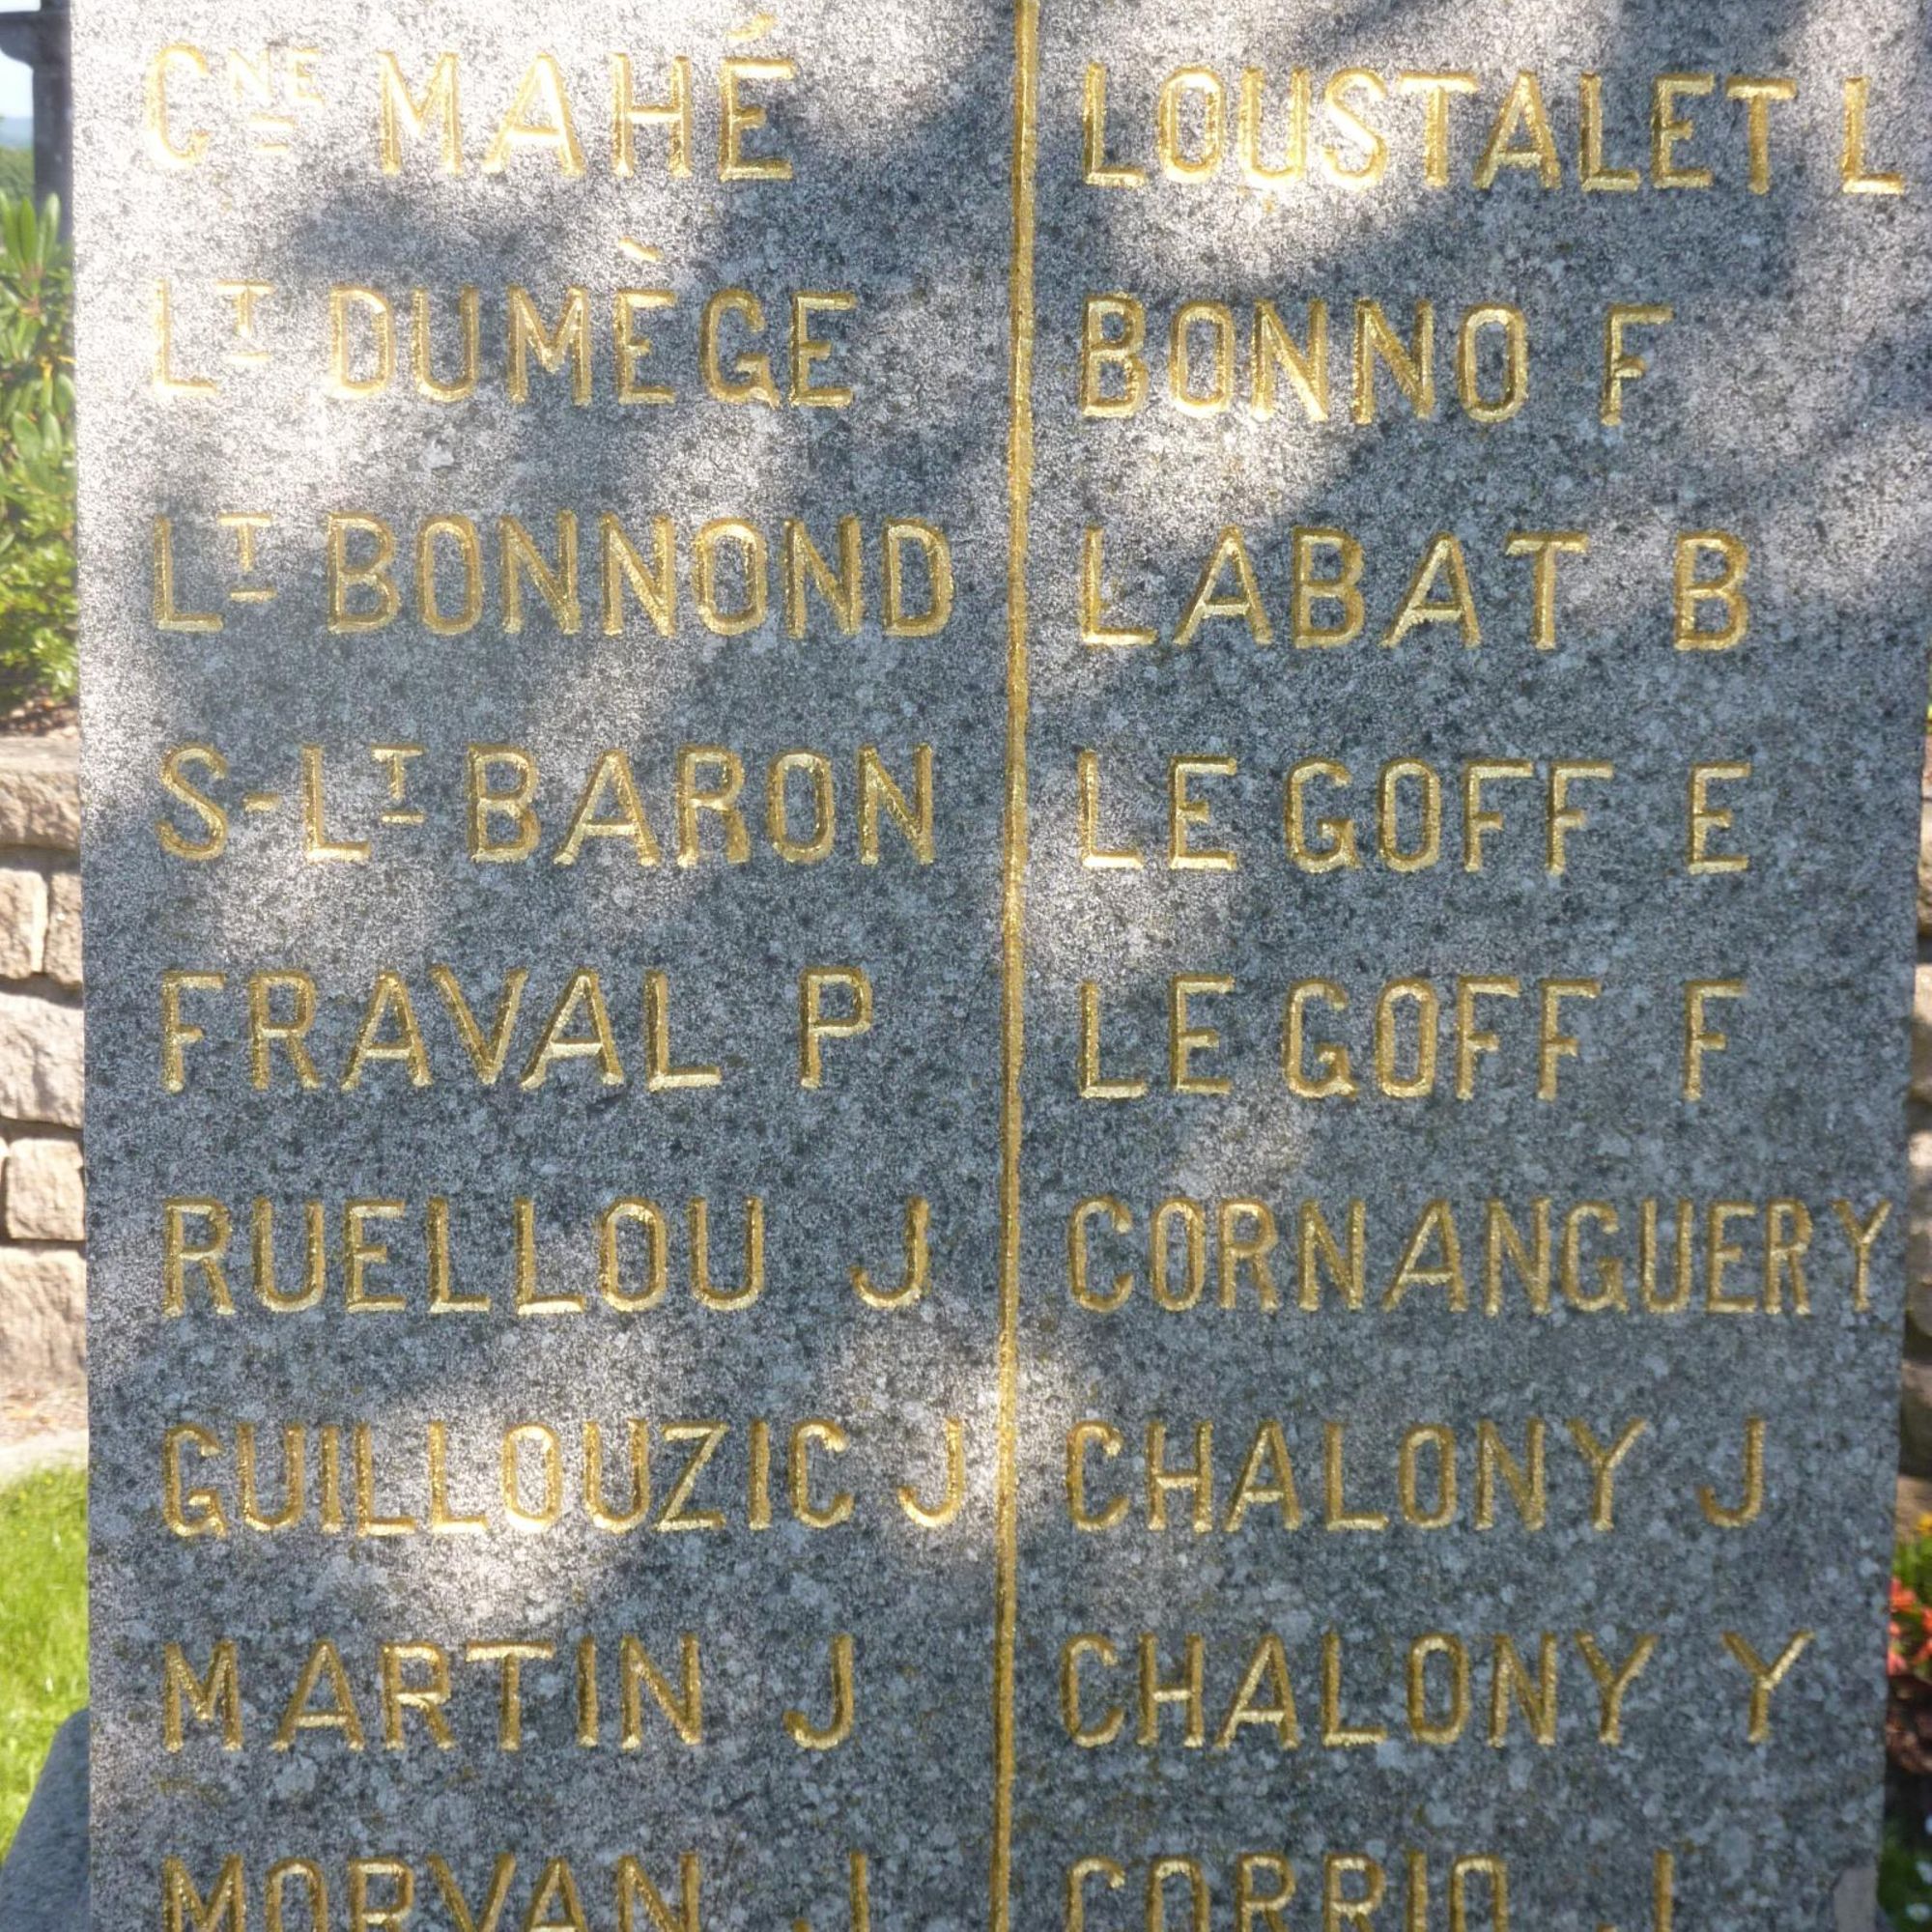 CNE MAHÉ
LT DUMÈGE
LT BONNOND
S-LT BARON
FRAVAL P
RUELLOU J
GUILLOUZIC J
MARTIN J
MORVAN J
LOUSTALET L
BONNO F
LABAT B
LE GOFF E
LE GOFF F
CORNANGUERY
CHALONY J
CHALONY Y